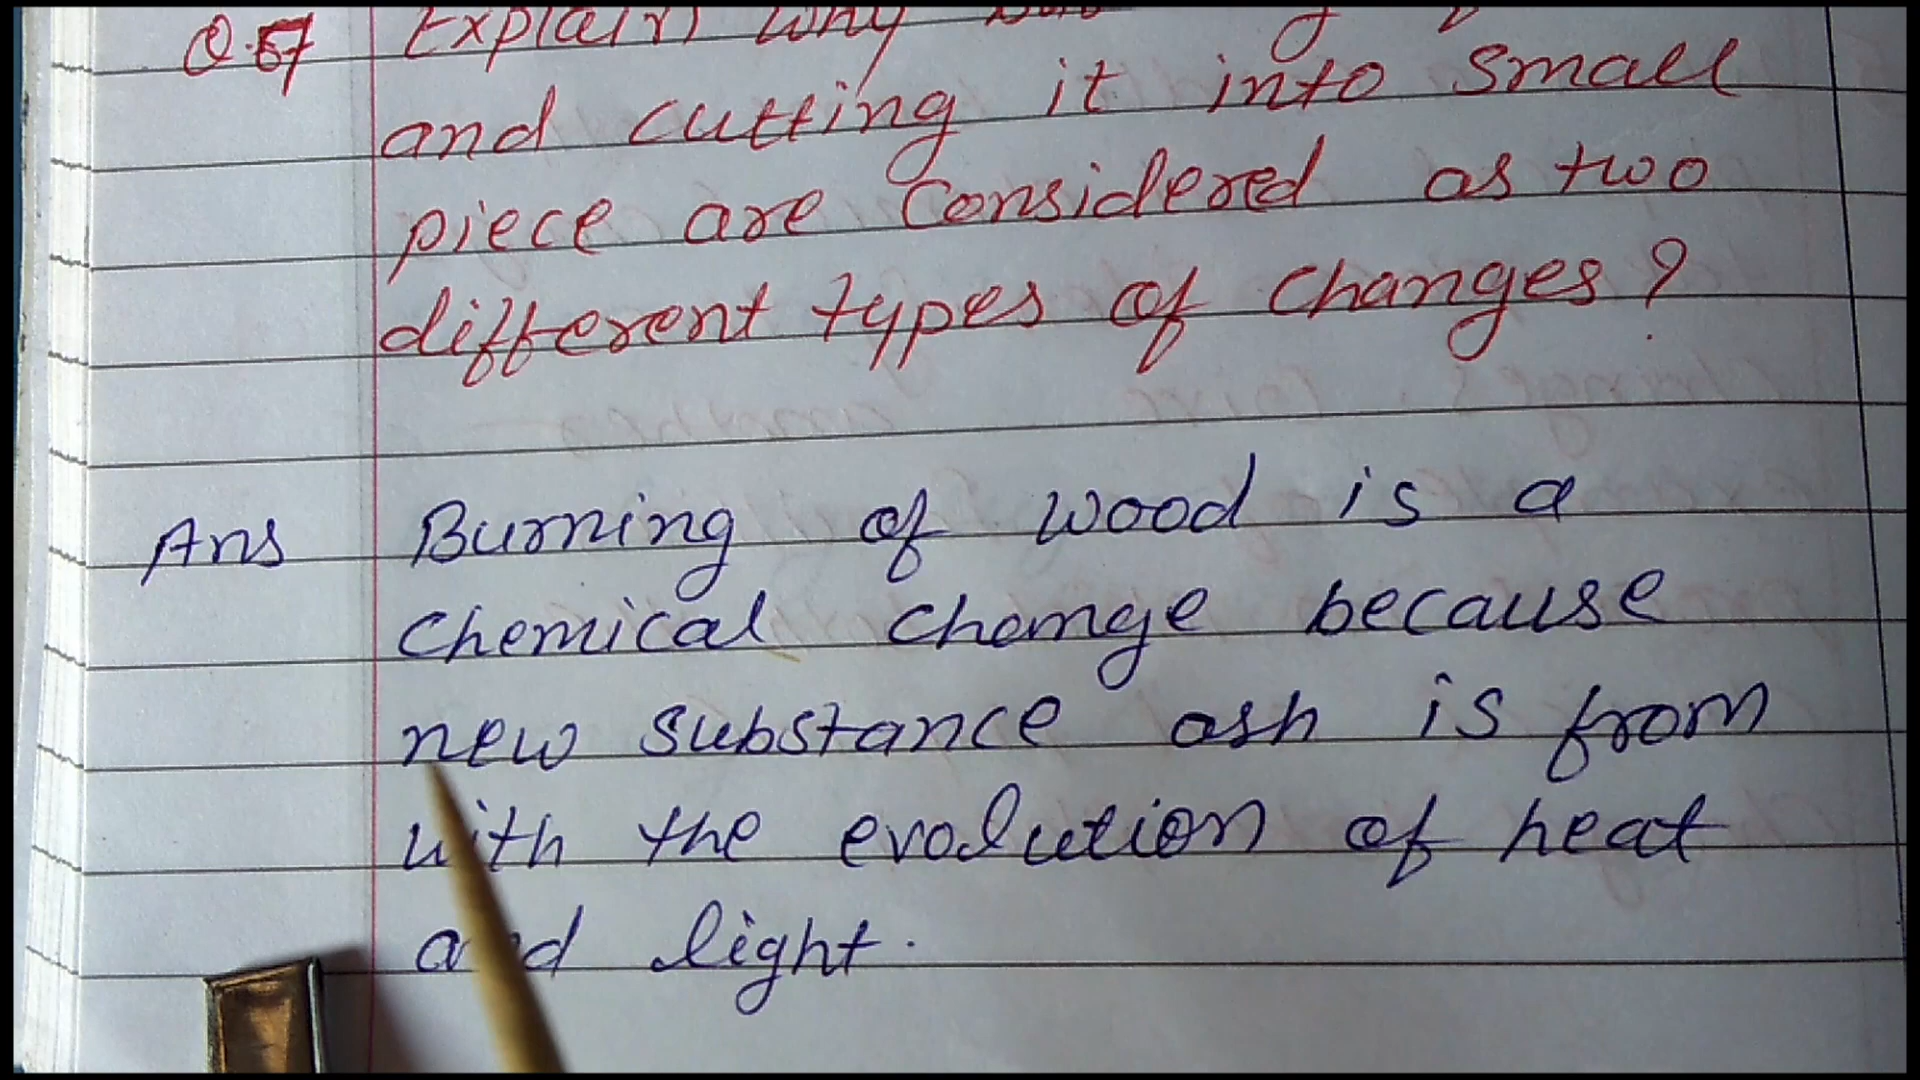 Q.57 Explain why
and cutting it into small
piece are Considered as two
different types of changes?
Ans Burning of wood is a
Chemical Change because
new substance ash is from
with the evolution of heat
and light.